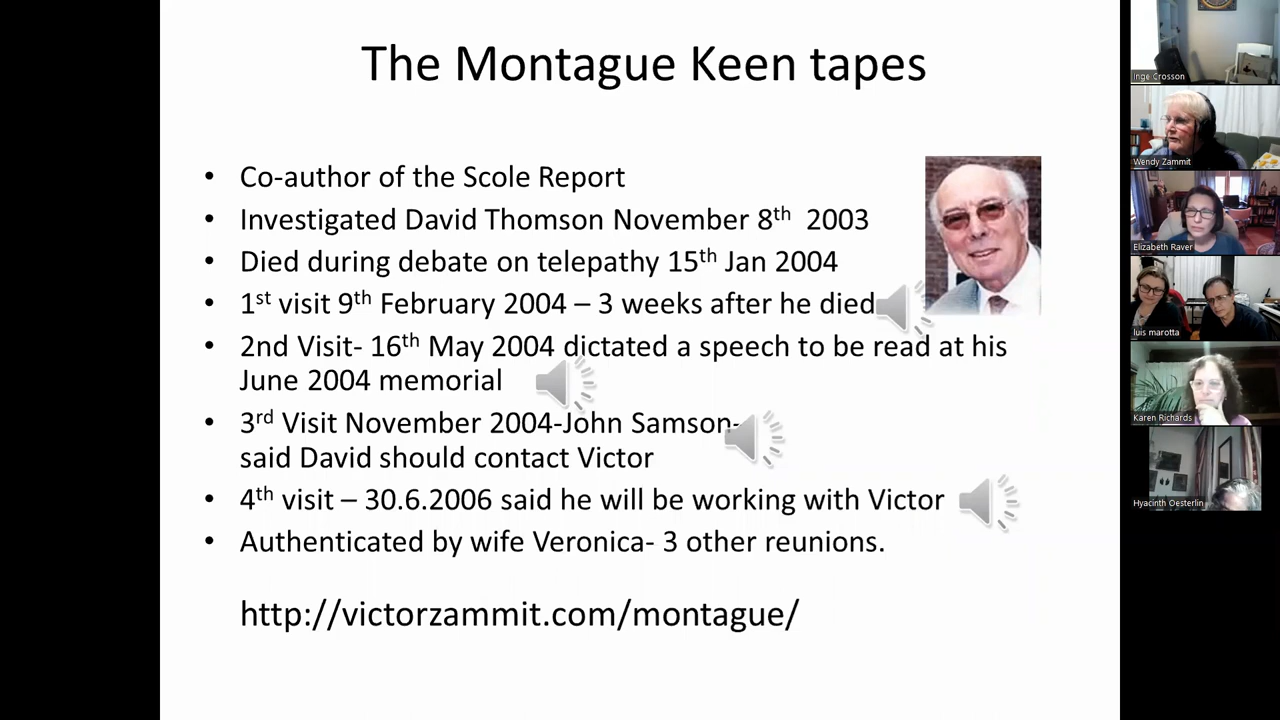 The Montague Keen tapes
• Co-author of the Scole Report
• Investigated David Thomson November 8th 2003
• Died during debate on telepathy 15th Jan 2004
• 1st visit 9th February 2004 – 3 weeks after he died
• 2nd Visit- 16th May 2004 dictated a speech to be read at his
June 2004 memorial
• 3rd Visit November 2004-John Samson-
said David should contact Victor
• 4th visit – 30.6.2006 said he will be working with Victor
• Authenticated by wife Veronica- 3 other reunions.
http://victorzammit.com/montague/
Inge Crosson
Wendy Zammit
Elizabeth Raver
luis marotta
Karen Richards
Hyacinth Oesterlin